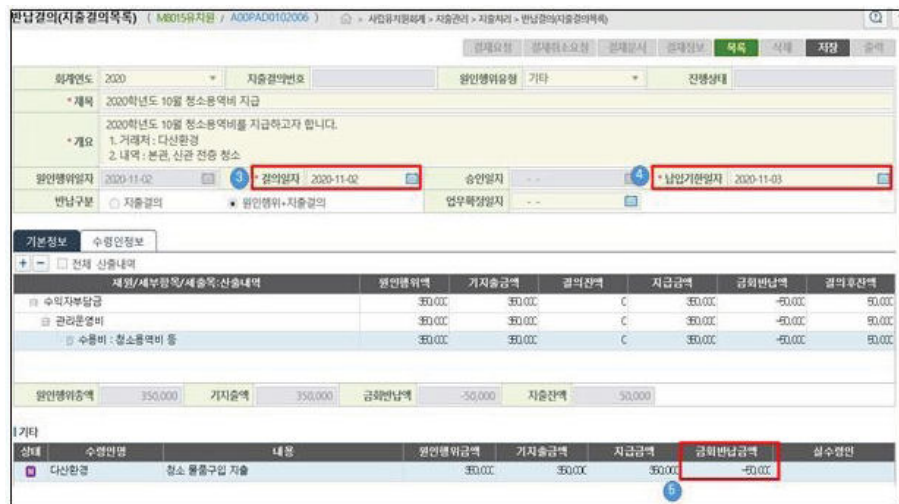 반납결의(지출결의목록) ( M8015유치원 / A00PAD0102006 ) > 사립유치원회계 > 지출관리 > 지출처리 > 반납결의(지출결의목록)
결재요청 결재취소요청 결재문서 결재정보 목록 삭제 저장 출력
회계연도 2020 지출결의번호 원인행위유형 기타 진행상태
* 제목 2020학년도 10월 청소용역비 지급
2020학년도 10월 청소용역비를 지급하고자 합니다.
* 개요 1. 거래처 : 다산환경
2. 내역 : 본관, 신관 전층 청소
원인행위일자 2020-11-02 3 * 결의일자 2020-11-02 승인일자 - - 4 * 납입기한일자 2020-11-03
반납구분 지출결의 원인행위+지출결의 업무확정일자 - -
기본정보 수령인정보
+ - 전체 산출내역
재원/세부항목/세출목:산출내역 원인행위액 기지출금액 결의잔액 지급금액 금회반납액 결의후잔액
수익자부담금 350,000 350,000 0 350,000 -50,000 50,000
관리운영비 350,000 350,000 0 350,000 -50,000 50,000
수용비 : 청소용역비 등 350,000 350,000 0 350,000 -50,000 50,000
원인행위총액 350,000 기지출액 350,000 금회반납액 -50,000 지출잔액 50,000
기타
상태 수령인명 내용 원인행위금액 기지출금액 지급금액 금회반납금액 실수령인
N 다산환경 청소 물품구입 지출 350,000 350,000 350,000 -50,000
5